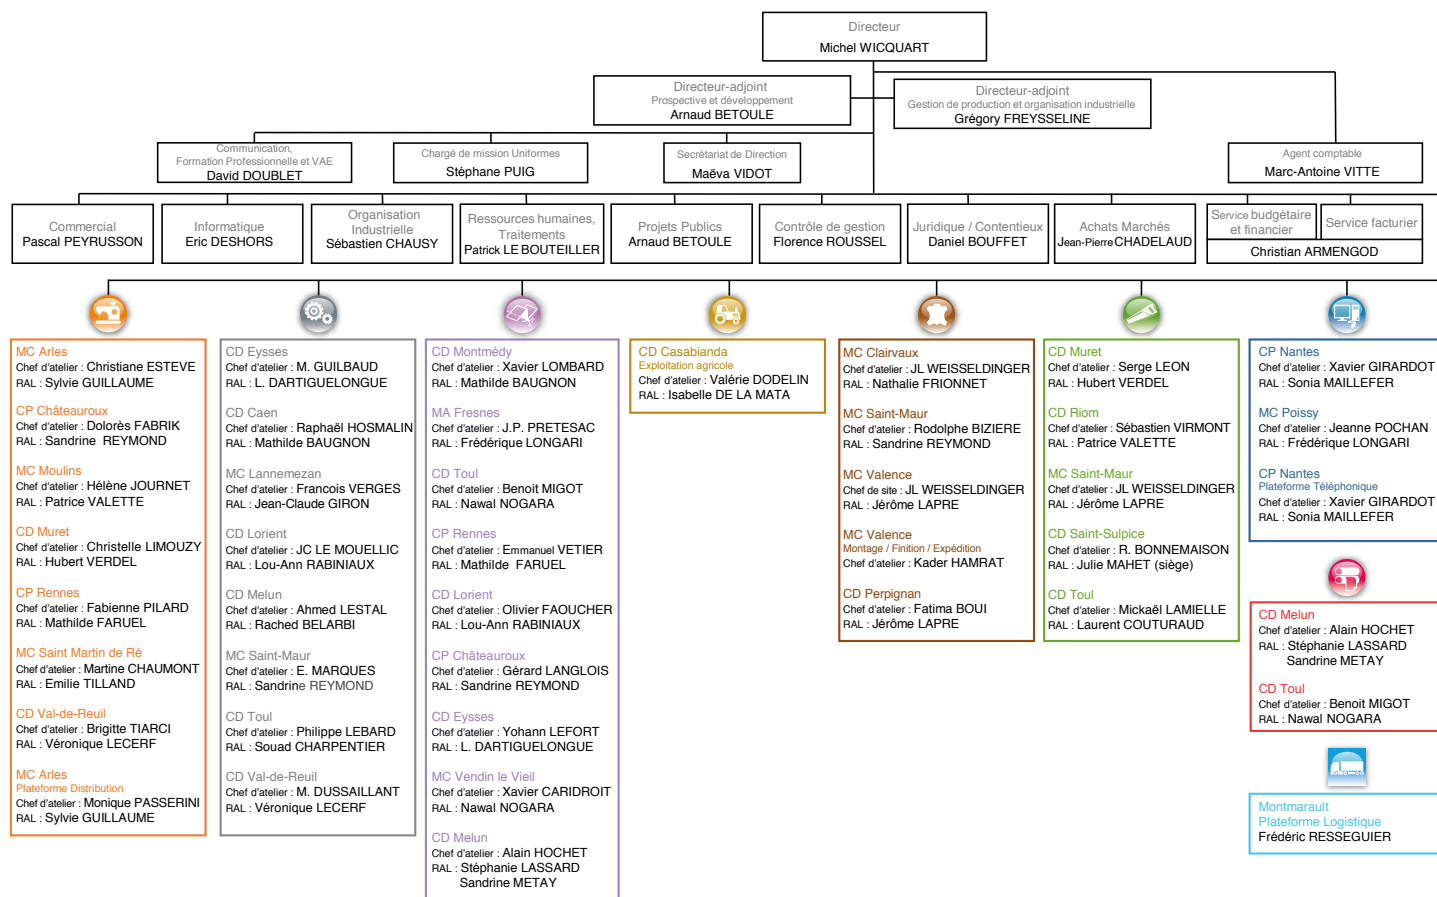 Directeur
Michel WICQUART
Directeur-adjoint
Prospective et développement
Arnaud BETOULE
Directeur-adjoint
Gestion de production et organisation industrielle
Grégory FREYSSELINE
Communication,
Formation Professionnelle et VAE
David DOUBLET
Chargé de mission Uniformes
Stéphane PUIG
Secrétariat de Direction
Maëva VIDOT
Agent comptable
Marc-Antoine VITTE
Commercial
Pascal PEYRUSSON
Informatique
Eric DESHORS
Organisation
Industrielle
Sébastien CHAUSY
Ressources humaines,
Traitements
Patrick LE BOUTEILLER
Projets Publics
Arnaud BETOULE
Contrôle de gestion
Florence ROUSSEL
Juridique / Contentieux
Daniel BOUFFET
Achats Marchés
Jean-Pierre CHADELAUD
Service budgétaire
et financier
Service facturier
Christian ARMENGOD
MC Arles
Chef d'atelier : Christiane ESTEVE
RAL : Sylvie GUILLAUME
CP Châteauroux
Chef d'atelier : Dolorès FABRIK
RAL : Sandrine REYMOND
MC Moulins
Chef d'atelier : Hélène JOURNET
RAL : Patrice VALETTE
CD Muret
Chef d'atelier : Christelle LIMOUZY
RAL : Hubert VERDEL
CP Rennes
Chef d'atelier : Fabienne PILARD
RAL : Mathilde FARUEL
MC Saint Martin de Ré
Chef d'atelier : Martine CHAUMONT
RAL : Emilie TILLAND
CD Val-de-Reuil
Chef d'atelier : Brigitte TIARCI
RAL : Véronique LECERF
MC Arles
Plateforme Distribution
Chef d'atelier : Monique PASSERINI
RAL : Sylvie GUILLAUME
CD Eysses
Chef d'atelier : M. GUILBAUD
RAL : L. DARTIGUELONGUE
CD Caen
Chef d'atelier : Raphaël HOSMALIN
RAL : Mathilde BAUGNON
MC Lannemezan
Chef d'atelier : Francois VERGES
RAL : Jean-Claude GIRON
CD Lorient
Chef d'atelier : JC LE MOUELLIC
RAL : Lou-Ann RABINIAUX
CD Melun
Chef d'atelier : Ahmed LESTAL
RAL : Rached BELARBI
MC Saint-Maur
Chef d'atelier : E. MARQUES
RAL : Sandrine REYMOND
CD Toul
Chef d'atelier : Philippe LEBARD
RAL : Souad CHARPENTIER
CD Val-de-Reuil
Chef d'atelier : M. DUSSAILLANT
RAL : Véronique LECERF
CD Montmédy
Chef d'atelier : Xavier LOMBARD
RAL : Mathilde BAUGNON
MA Fresnes
Chef d'atelier : J.P. PRETESAC
RAL : Frédérique LONGARI
CD Toul
Chef d'atelier : Benoit MIGOT
RAL : Nawal NOGARA
CP Rennes
Chef d'atelier : Emmanuel VETIER
RAL : Mathilde FARUEL
CD Lorient
Chef d'atelier : Olivier FAOUCHER
RAL : Lou-Ann RABINIAUX
CP Châteauroux
Chef d'atelier : Gérard LANGLOIS
RAL : Sandrine REYMOND
CD Eysses
Chef d'atelier : Yohann LEFORT
RAL : L. DARTIGUELONGUE
MC Vendin le Vieil
Chef d'atelier : Xavier CARIDROIT
RAL : Nawal NOGARA
CD Melun
Chef d'atelier : Alain HOCHET
RAL : Stéphanie LASSARD
Sandrine METAY
CD Casabianda
Exploitation agricole
Chef d'atelier : Valérie DODELIN
RAL : Isabelle DE LA MATA
MC Clairvaux
Chef d'atelier : JL WEISSELDINGER
RAL : Nathalie FRIONNET
MC Saint-Maur
Chef d'atelier : Rodolphe BIZIERE
RAL : Sandrine REYMOND
MC Valence
Chef de site : JL WEISSELDINGER
RAL : Jérôme LAPRE
MC Valence
Montage / Finition / Expédition
Chef d'atelier : Kader HAMRAT
CD Perpignan
Chef d'atelier : Fatima BOUI
RAL : Jérôme LAPRE
CD Muret
Chef d'atelier : Serge LEON
RAL : Hubert VERDEL
CD Riom
Chef d'atelier : Sébastien VIRMONT
RAL : Patrice VALETTE
MC Saint-Maur
Chef d'atelier : JL WEISSELDINGER
RAL : Jérôme LAPRE
CD Saint-Sulpice
Chef d'atelier : R. BONNEMAISON
RAL : Julie MAHET (siège)
CD Toul
Chef d'atelier : Mickaël LAMIELLE
RAL : Laurent COUTURAUD
CP Nantes
Chef d'atelier : Xavier GIRARDOT
RAL : Sonia MAILLEFER
MC Poissy
Chef d'atelier : Jeanne POCHAN
RAL : Frédérique LONGARI
CP Nantes
Plateforme Téléphonique
Chef d'atelier : Xavier GIRARDOT
RAL : Sonia MAILLEFER
CD Melun
Chef d'atelier : Alain HOCHET
RAL : Stéphanie LASSARD
Sandrine METAY
CD Toul
Chef d'atelier : Benoit MIGOT
RAL : Nawal NOGARA
Montmarault
Plateforme Logistique
Frédéric RESSEGUIER